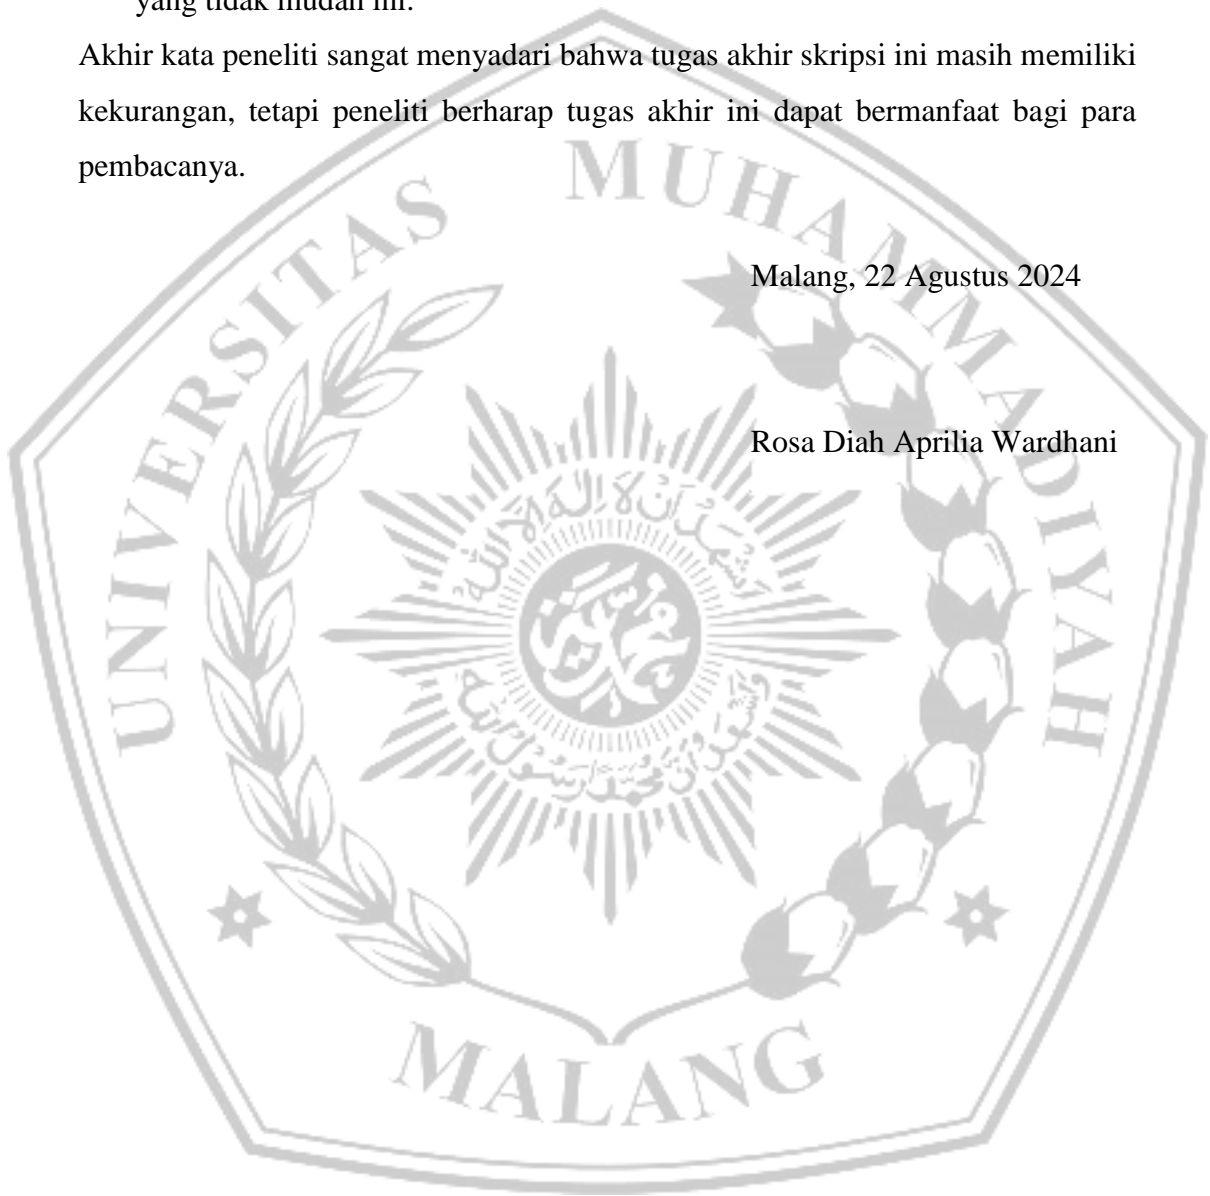 yang tidak mudah ini.
Akhir kata peneliti sangat menyadari bahwa tugas akhir skripsi ini masih memiliki
kekurangan, tetapi peneliti berharap tugas akhir ini dapat bermanfaat bagi para
pembacanya.
Malang, 22 Agustus 2024
Rosa Diah Aprilia Wardhani
UNIVERSITAS MUHAMMADIYAH
MALANG